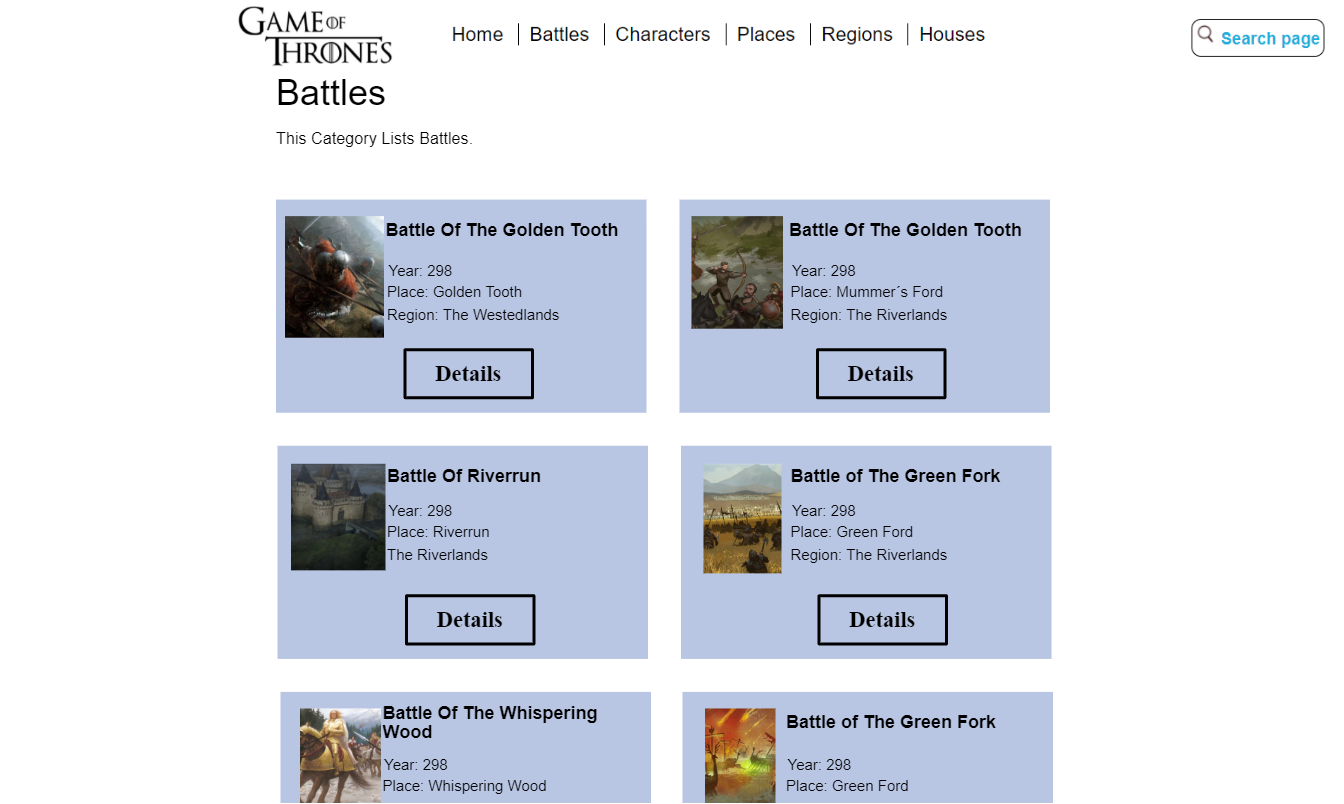 GAME OF
THRONES
Home
Battles
Characters
Places
Regions
Houses
Search page
Battles
This Category Lists Battles.
Battle Of The Golden Tooth
Year: 298
Place: Golden Tooth
Region: The Westedlands
Details
Battle Of The Golden Tooth
Year: 298
Place: Mummer´s Ford
Region: The Riverlands
Details
Battle Of Riverrun
Year: 298
Place: Riverrun
The Riverlands
Details
Battle of The Green Fork
Year: 298
Place: Green Ford
Region: The Riverlands
Details
Battle Of The Whispering
Wood
Year: 298
Place: Whispering Wood
Battle of The Green Fork
Year: 298
Place: Green Ford